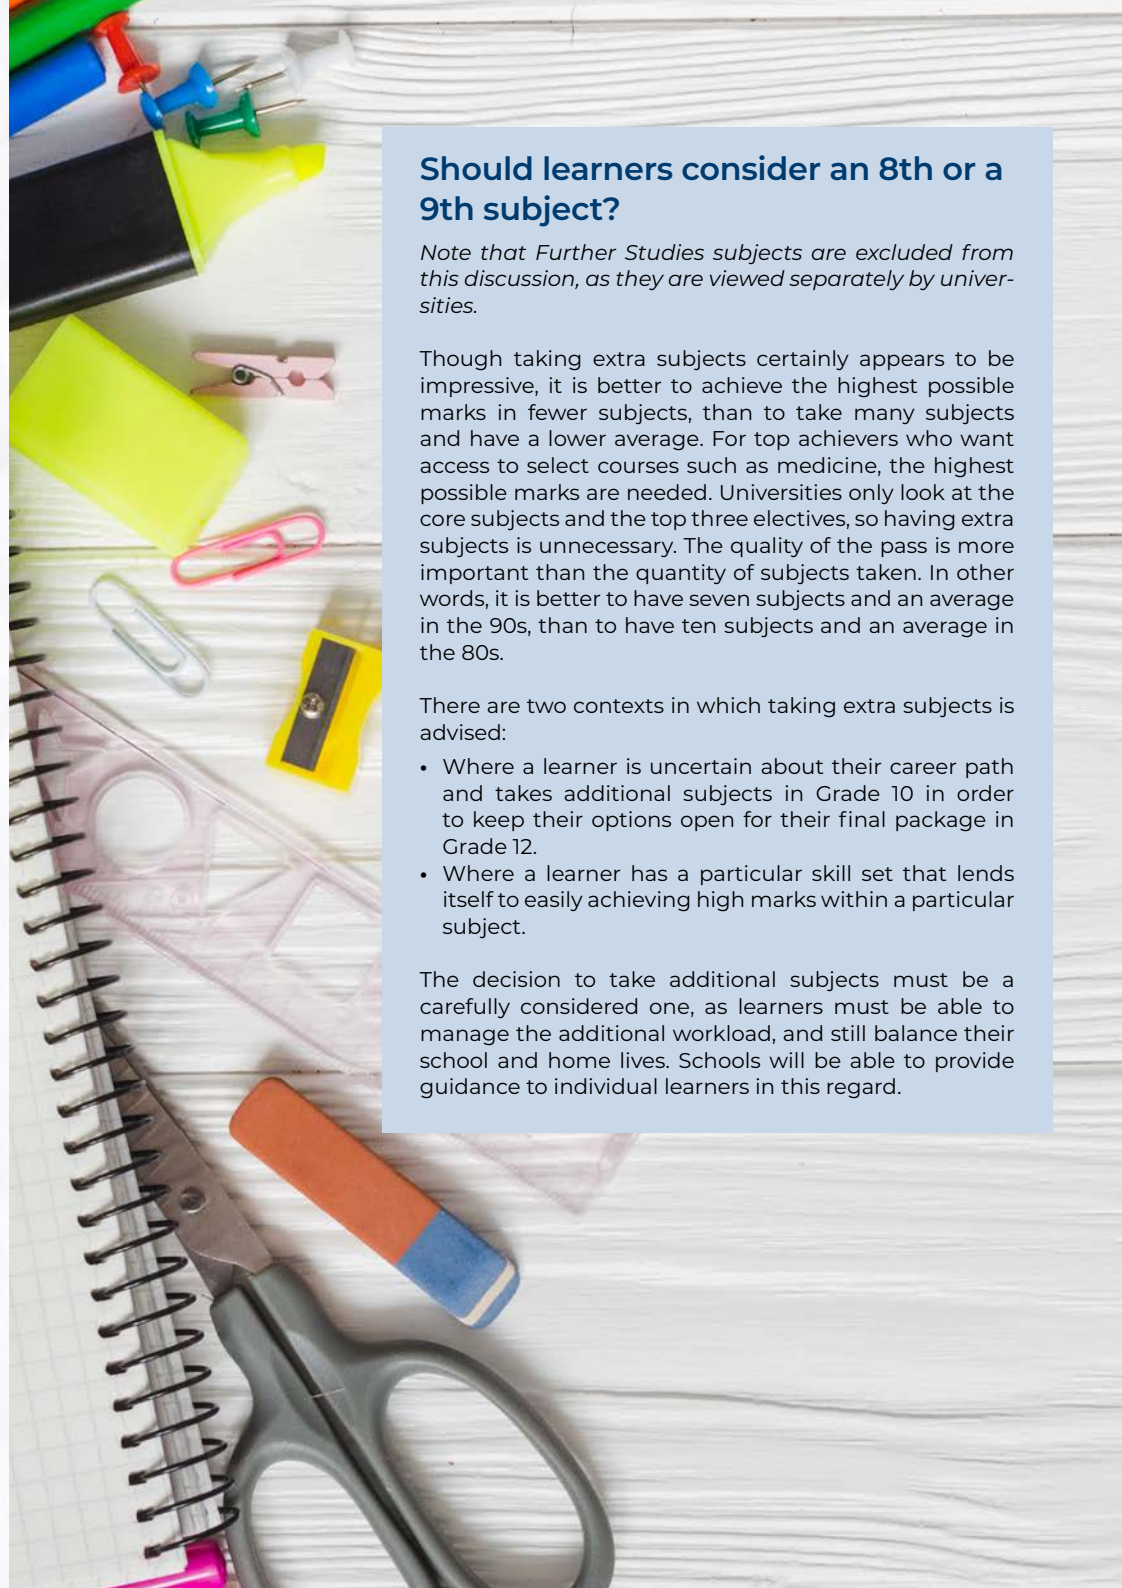 Should learners consider an 8th or a
9th subject?
Note that Further Studies subjects are excluded from
this discussion, as they are viewed separately by univer-
sities.
Though taking extra subjects certainly appears to be
impressive, it is better to achieve the highest possible
marks in fewer subjects, than to take many subjects
and have a lower average. For top achievers who want
access to select courses such as medicine, the highest
possible marks are needed. Universities only look at the
core subjects and the top three electives, so having extra
subjects is unnecessary. The quality of the pass is more
important than the quantity of subjects taken. In other
words, it is better to have seven subjects and an average
in the 90s, than to have ten subjects and an average in
the 80s.
There are two contexts in which taking extra subjects is
advised:
• Where a learner is uncertain about their career path
and takes additional subjects in Grade 10 in order
to keep their options open for their final package in
Grade 12.
• Where a learner has a particular skill set that lends
itself to easily achieving high marks within a particular
subject.
The decision to take additional subjects must be a
carefully considered one, as learners must be able to
manage the additional workload, and still balance their
school and home lives. Schools will be able to provide
guidance to individual learners in this regard.